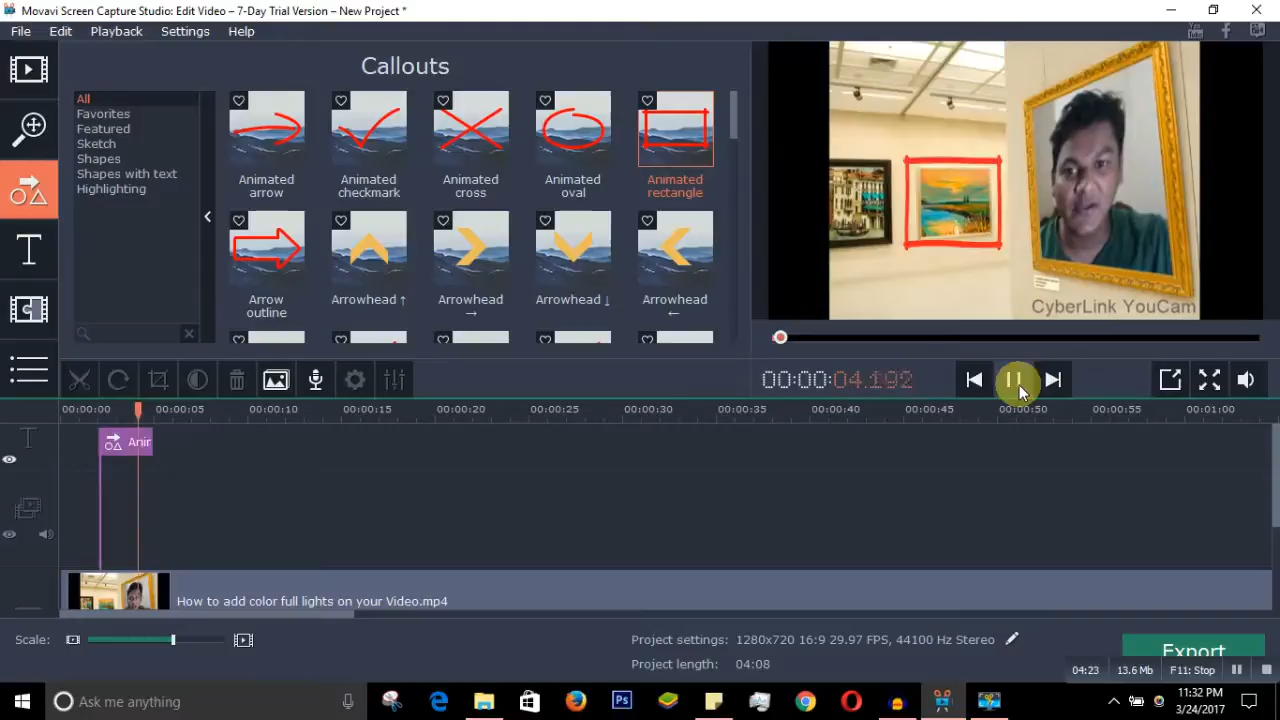 Movavi Screen Capture Studio: Edit Video – 7-Day Trial Version – New Project *
File Edit Playback Settings Help
Callouts
All
Favorites
Featured
Sketch
Shapes
Shapes with text
Highlighting
Animated arrow
Animated checkmark
Animated cross
Animated oval
Animated rectangle
Arrow outline
Arrowhead ↑
Arrowhead →
Arrowhead ↓
Arrowhead ←
CyberLink YouCam
00:00:04.192
00:00:00 00:00:05 00:00:10 00:00:15 00:00:20 00:00:25 00:00:30 00:00:35 00:00:40 00:00:45 00:00:50 00:00:55 00:01:00
Anir
How to add color full lights on your Video.mp4
Scale:
Project settings: 1280x720 16:9 29.97 FPS, 44100 Hz Stereo
Project length: 04:08
Export
04:23 13.6 Mb F11: Stop
Ask me anything
Ps
11:32 PM
3/24/2017